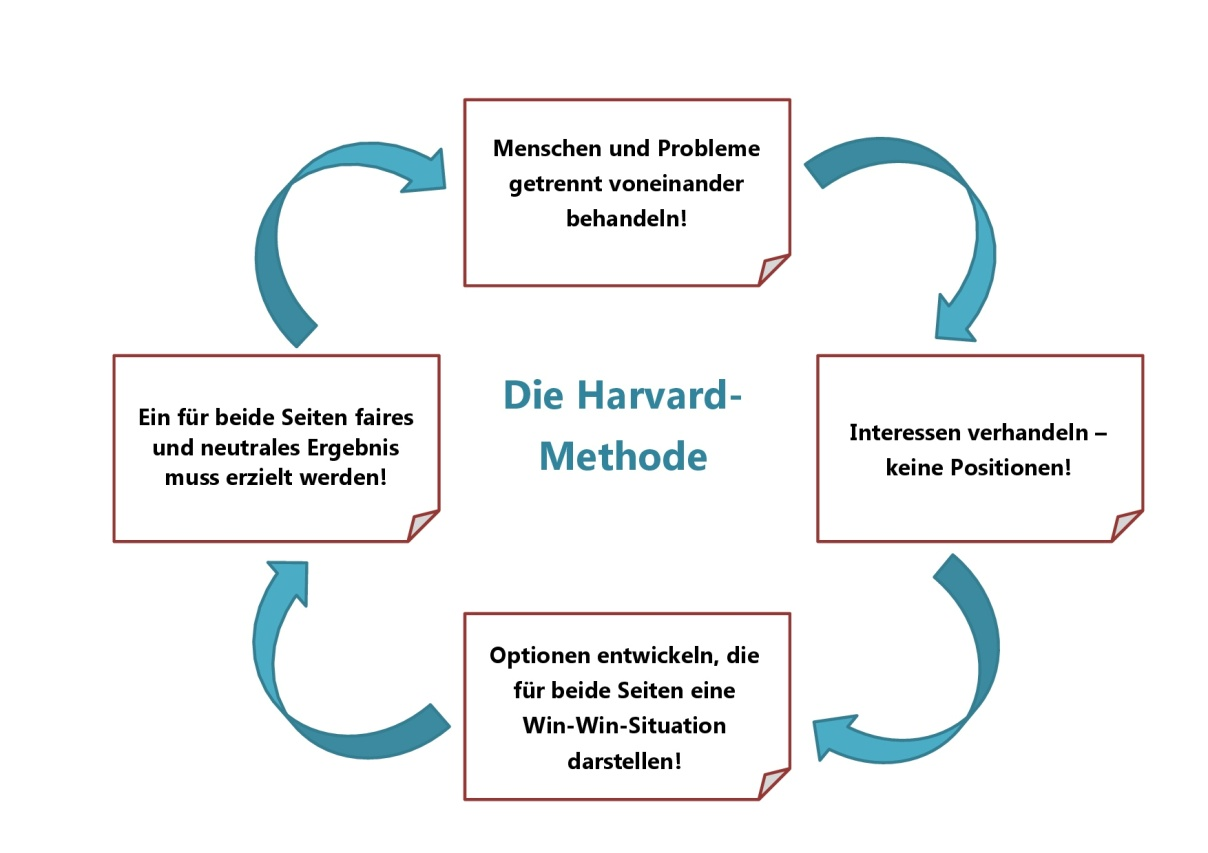 Menschen und Probleme
getrennt voneinander
behandeln!
Die Harvard-
Methode
Ein für beide Seiten faires
und neutrales Ergebnis
muss erzielt werden!
Interessen verhandeln –
keine Positionen!
Optionen entwickeln, die
für beide Seiten eine
Win-Win-Situation
darstellen!